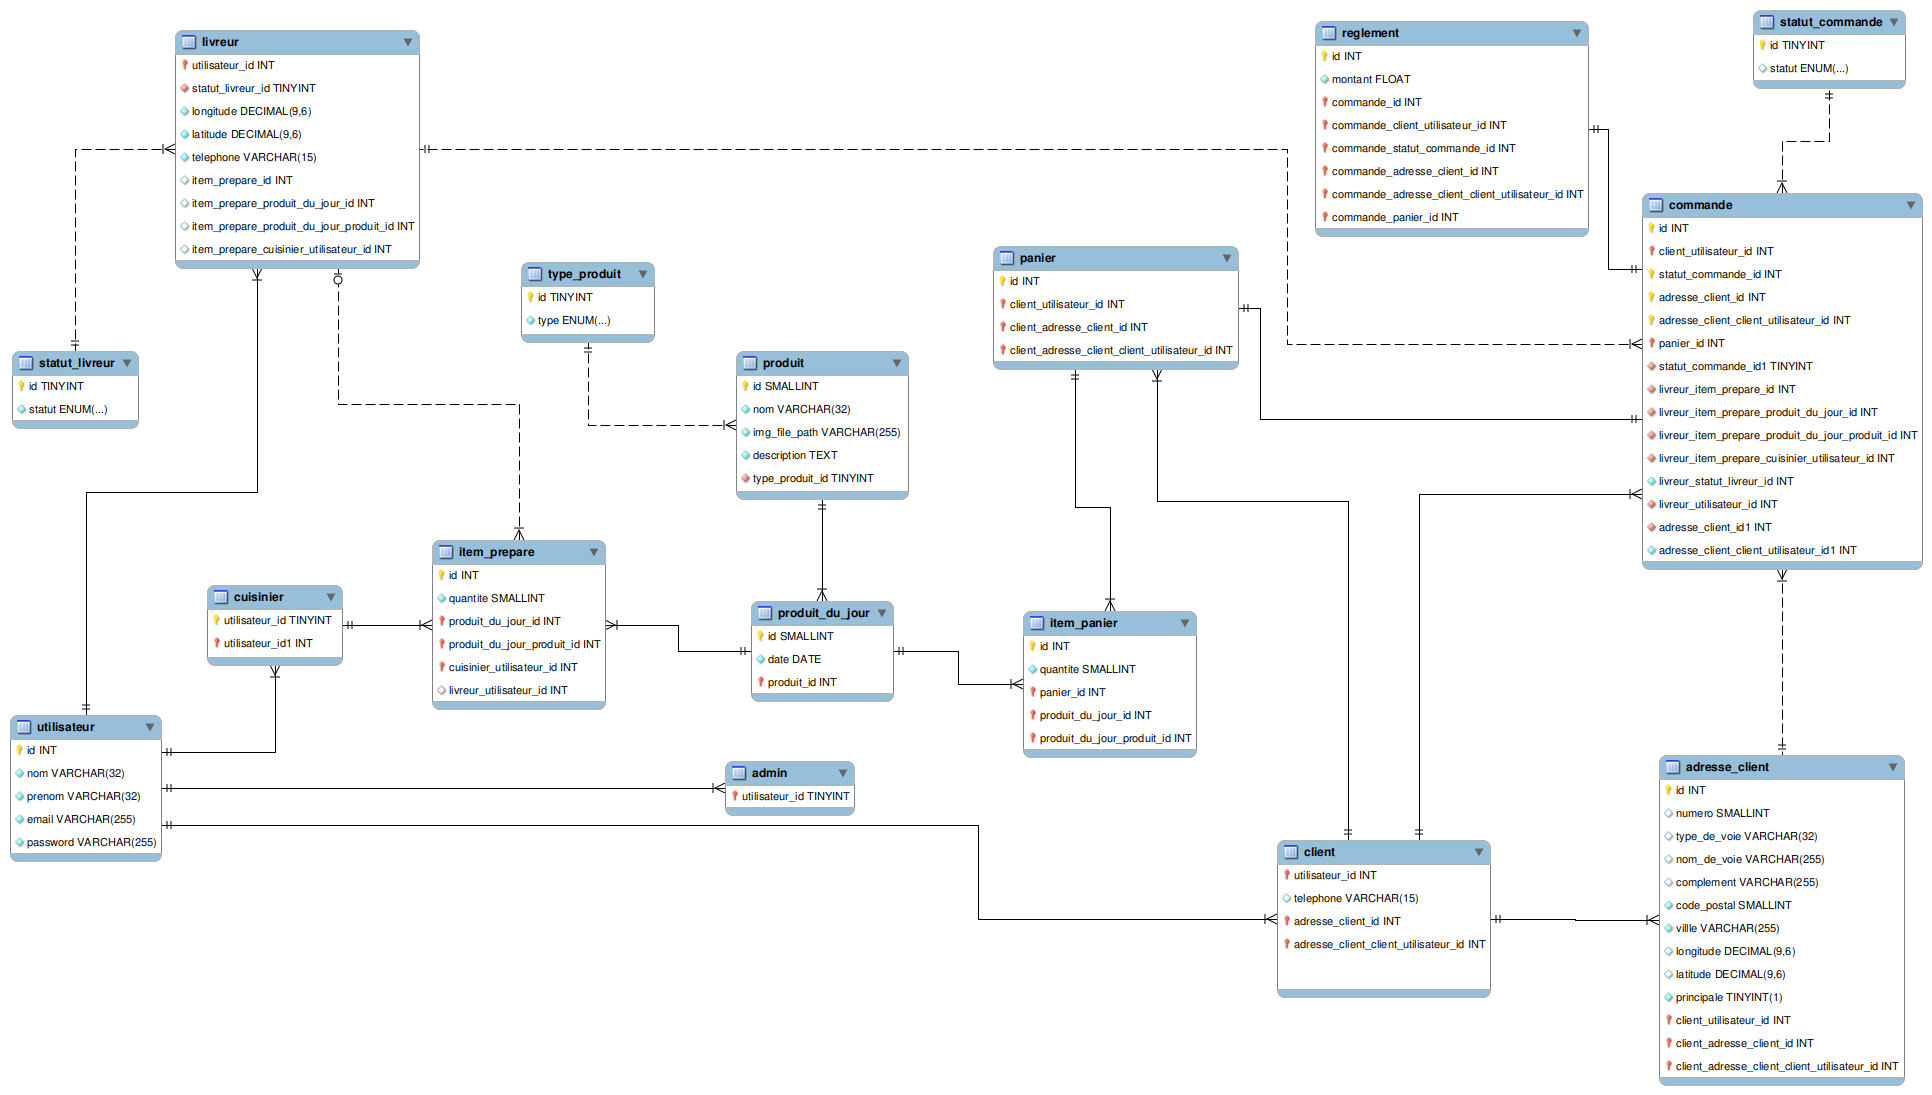 livreur
utilisateur_id INT
statut_livreur_id TINYINT
longitude DECIMAL(9,6)
latitude DECIMAL(9,6)
telephone VARCHAR(15)
item_prepare_id INT
item_prepare_produit_du_jour_id INT
item_prepare_produit_du_jour_produit_id INT
item_prepare_cuisinier_utilisateur_id INT
reglement
id INT
montant FLOAT
commande_id INT
commande_client_utilisateur_id INT
commande_statut_commande_id INT
commande_adresse_client_id INT
commande_adresse_client_client_utilisateur_id INT
commande_panier_id INT
statut_commande
id TINYINT
statut ENUM(...)
commande
id INT
client_utilisateur_id INT
statut_commande_id INT
adresse_client_id INT
adresse_client_client_utilisateur_id INT
panier_id INT
statut_commande_id1 TINYINT
livreur_item_prepare_id INT
livreur_item_prepare_produit_du_jour_id INT
livreur_item_prepare_produit_du_jour_produit_id INT
livreur_item_prepare_cuisinier_utilisateur_id INT
livreur_statut_livreur_id INT
livreur_utilisateur_id INT
adresse_client_id1 INT
adresse_client_client_utilisateur_id1 INT
type_produit
id TINYINT
type ENUM(...)
panier
id INT
client_utilisateur_id INT
client_adresse_client_id INT
client_adresse_client_client_utilisateur_id INT
statut_livreur
id TINYINT
statut ENUM(...)
produit
id SMALLINT
nom VARCHAR(32)
img_file_path VARCHAR(255)
description TEXT
type_produit_id TINYINT
item_prepare
id INT
quantite SMALLINT
produit_du_jour_id INT
produit_du_jour_produit_id INT
cuisinier_utilisateur_id INT
livreur_utilisateur_id INT
cuisinier
utilisateur_id TINYINT
utilisateur_id1 INT
produit_du_jour
id SMALLINT
date DATE
produit_id INT
item_panier
id INT
quantite SMALLINT
panier_id INT
produit_du_jour_id INT
produit_du_jour_produit_id INT
utilisateur
id INT
nom VARCHAR(32)
prenom VARCHAR(32)
email VARCHAR(255)
password VARCHAR(255)
admin
utilisateur_id TINYINT
client
utilisateur_id INT
telephone VARCHAR(15)
adresse_client_id INT
adresse_client_client_utilisateur_id INT
adresse_client
id INT
numero SMALLINT
type_de_voie VARCHAR(32)
nom_de_voie VARCHAR(255)
complement VARCHAR(255)
code_postal SMALLINT
villle VARCHAR(255)
longitude DECIMAL(9,6)
latitude DECIMAL(9,6)
principale TINYINT(1)
client_utilisateur_id INT
client_adresse_client_id INT
client_adresse_client_client_utilisateur_id INT